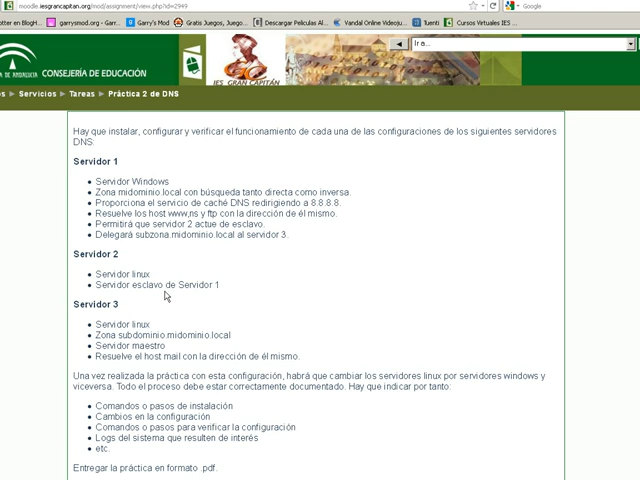 moodle.iesgrancapitan.org/mod/assignment/view.php?id=2949
Google
otter en BlogH...
garrysmod.org - Garr...
Garry's Mod
Gratis Juegos, Juego...
Descargar Peliculas Al...
Vandal Online Videoju...
Tuenti
Cursos Virtuales IES ...
CONSEJERÍA DE EDUCACIÓN
IES GRAN CAPITÁN
Ir a...
os ► Servicios ► Tareas ► Práctica 2 de DNS
Hay que instalar, configurar y verificar el funcionamiento de cada una de las configuraciones de los siguientes servidores
DNS:
Servidor 1
• Servidor Windows
• Zona midominio.local con búsqueda tanto directa como inversa.
• Proporciona el servicio de caché DNS redirigiendo a 8.8.8.8.
• Resuelve los host www,ns y ftp con la dirección de él mismo.
• Permitirá que servidor 2 actue de esclavo.
• Delegará subzona.midominio.local al servidor 3.
Servidor 2
• Servidor linux
• Servidor esclavo de Servidor 1
Servidor 3
• Servidor linux
• Zona subdominio.midominio.local
• Servidor maestro
• Resuelve el host mail con la dirección de él mismo.
Una vez realizada la práctica con esta configuración, habrá que cambiar los servidores linux por servidores windows y
viceversa. Todo el proceso debe estar correctamente documentado. Hay que indicar por tanto:
• Comandos o pasos de instalación
• Cambios en la configuración
• Comandos o pasos para verificar la configuración
• Logs del sistema que resulten de interés
• etc.
Entregar la práctica en formato .pdf.